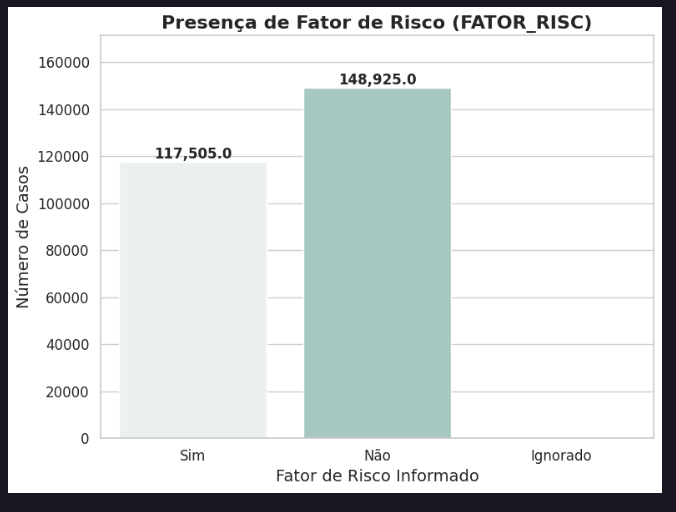 Presença de Fator de Risco (FATOR_RISC)
160000
140000
120000
100000
80000
60000
40000
20000
0
Número de Casos
117,505.0
148,925.0
Sim
Não
Ignorado
Fator de Risco Informado